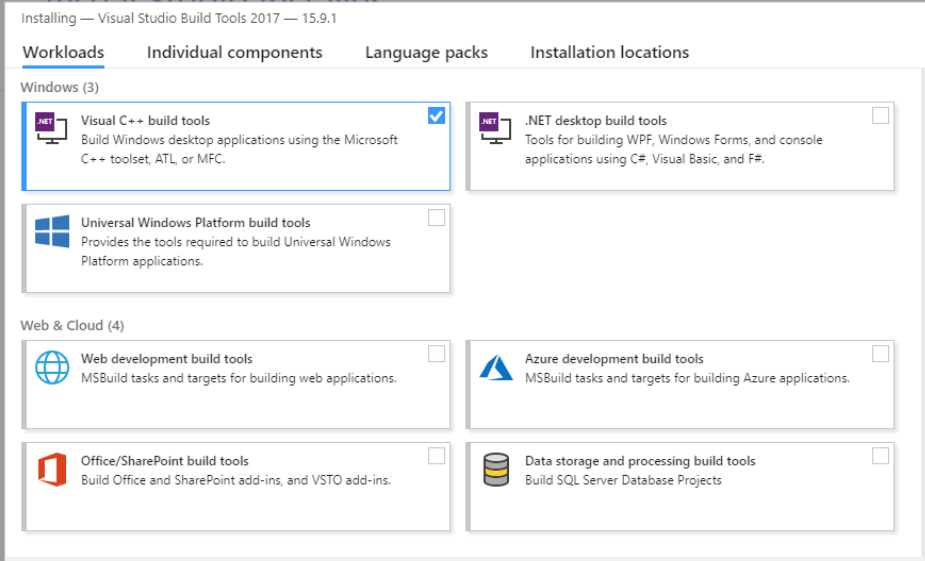 Installing — Visual Studio Build Tools 2017 — 15.9.1
Workloads Individual components Language packs Installation locations
Windows (3)
.NET
Visual C++ build tools
Build Windows desktop applications using the Microsoft
C++ toolset, ATL, or MFC.
.NET
.NET desktop build tools
Tools for building WPF, Windows Forms, and console
applications using C#, Visual Basic, and F#.
Universal Windows Platform build tools
Provides the tools required to build Universal Windows
Platform applications.
Web & Cloud (4)
Web development build tools
MSBuild tasks and targets for building web applications.
Azure development build tools
MSBuild tasks and targets for building Azure applications.
Office/SharePoint build tools
Build Office and SharePoint add-ins, and VSTO add-ins.
Data storage and processing build tools
Build SQL Server Database Projects